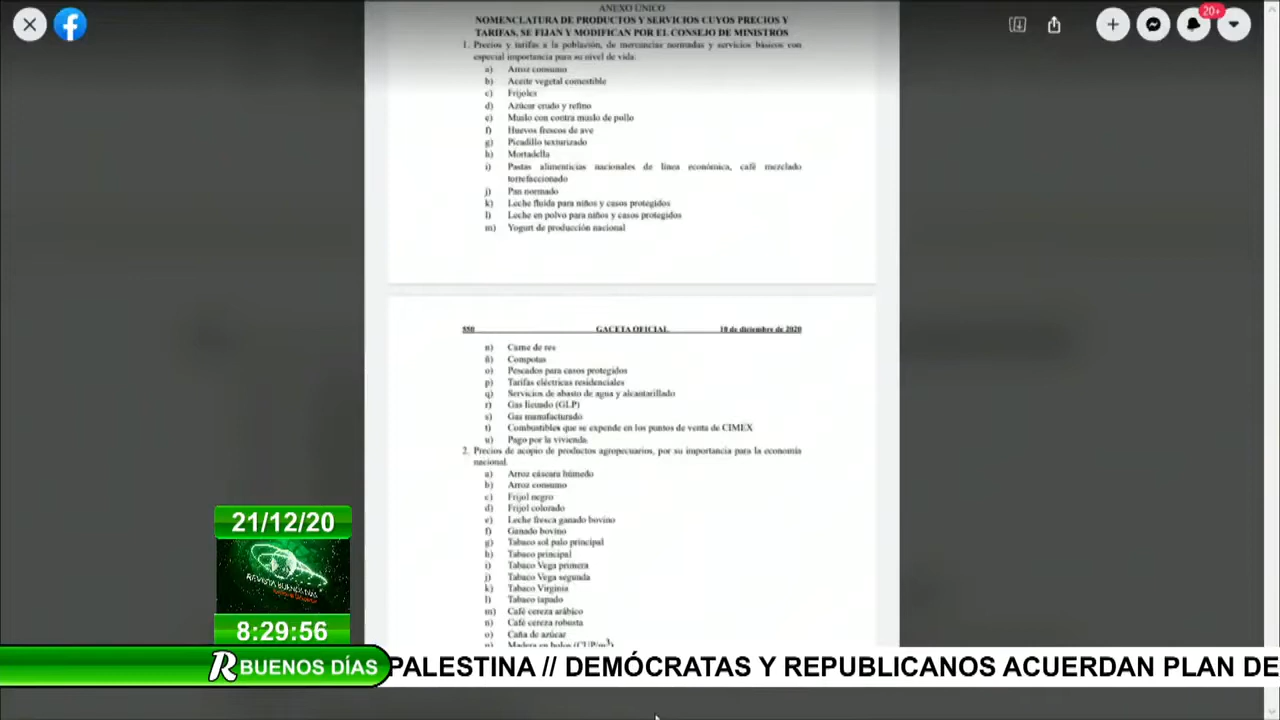 20+
ANEXO ÚNICO
NOMENCLATURA DE PRODUCTOS Y SERVICIOS CUYOS PRECIOS Y
TARIFAS, SE FIJAN Y MODIFICAN POR EL CONSEJO DE MINISTROS
1. Precios y tarifas a la población, de mercancías normadas y servicios básicos con
especial importancia para su nivel de vida:
a) Arroz consumo
b) Aceite vegetal comestible
c) Frijoles
d) Azúcar crudo y refino
e) Muslo con contra muslo de pollo
f) Huevos frescos de ave
g) Picadillo texturizado
h) Mortadella
i) Pastas alimenticias nacionales de línea económica, café mezclado
torrefaccionado
j) Pan normado
k) Leche fluida para niños y casos protegidos
l) Leche en polvo para niños y casos protegidos
m) Yogurt de producción nacional
550 GACETA OFICIAL 10 de diciembre de 2020
n) Carne de res
ñ) Compotas
o) Pescados para casos protegidos
p) Tarifas eléctricas residenciales
q) Servicios de abasto de agua y alcantarillado
r) Gas licuado (GLP)
s) Gas manufacturado
t) Combustibles que se expende en los puntos de venta de CIMEX
u) Pago por la vivienda
2. Precios de acopio de productos agropecuarios, por su importancia para la economía
nacional.
a) Arroz cáscara húmedo
b) Arroz consumo
c) Frijol negro
d) Frijol colorado
e) Leche fresca ganado bovino
f) Ganado bovino
g) Tabaco sol palo principal
h) Tabaco principal
i) Tabaco Vega primera
j) Tabaco Vega segunda
k) Tabaco Virginia
l) Tabaco tapado
m) Café cereza arábico
n) Café cereza robusta
o) Caña de azúcar
p) Madera en bolos (CUP/m³)
21/12/20
REVISTA BUENOS DÍAS
8:29:56
R BUENOS DÍAS
PALESTINA // DEMÓCRATAS Y REPUBLICANOS ACUERDAN PLAN DE